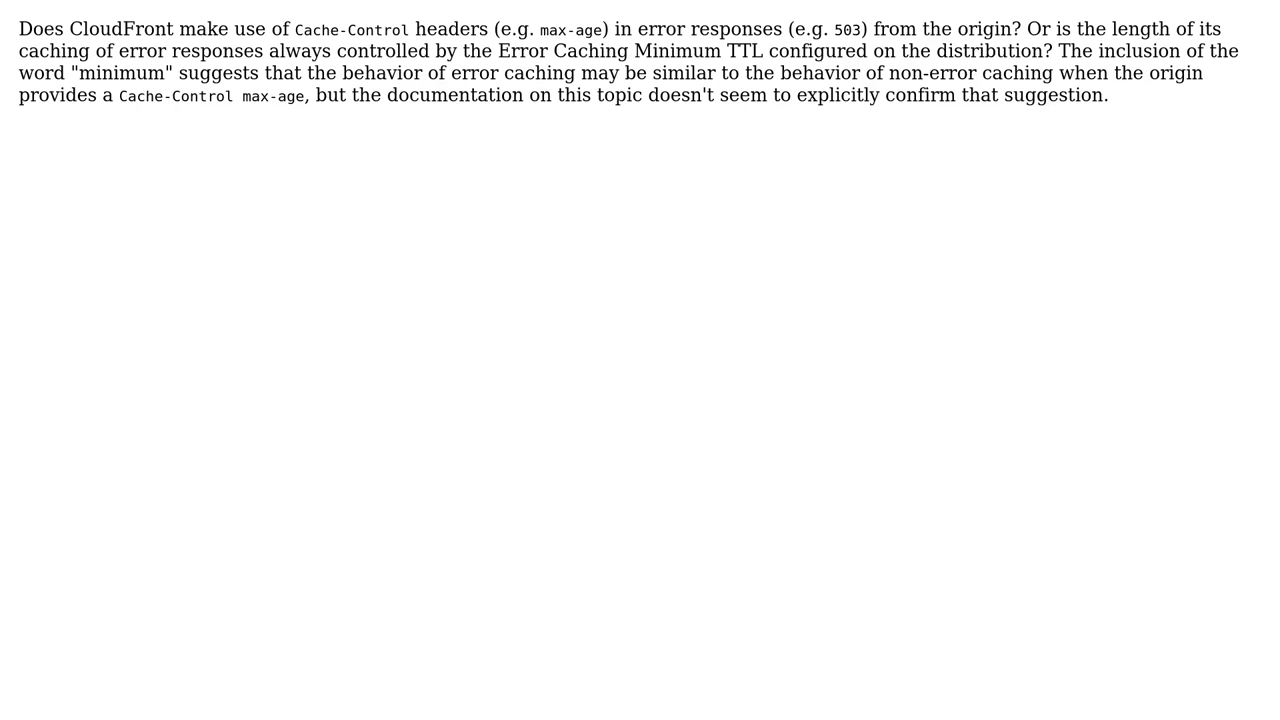 Does CloudFront make use of Cache-Control headers (e.g. max-age) in error responses (e.g. 503) from the origin? Or is the length of its
caching of error responses always controlled by the Error Caching Minimum TTL configured on the distribution? The inclusion of the
word "minimum" suggests that the behavior of error caching may be similar to the behavior of non-error caching when the origin
provides a Cache-Control max-age, but the documentation on this topic doesn't seem to explicitly confirm that suggestion.